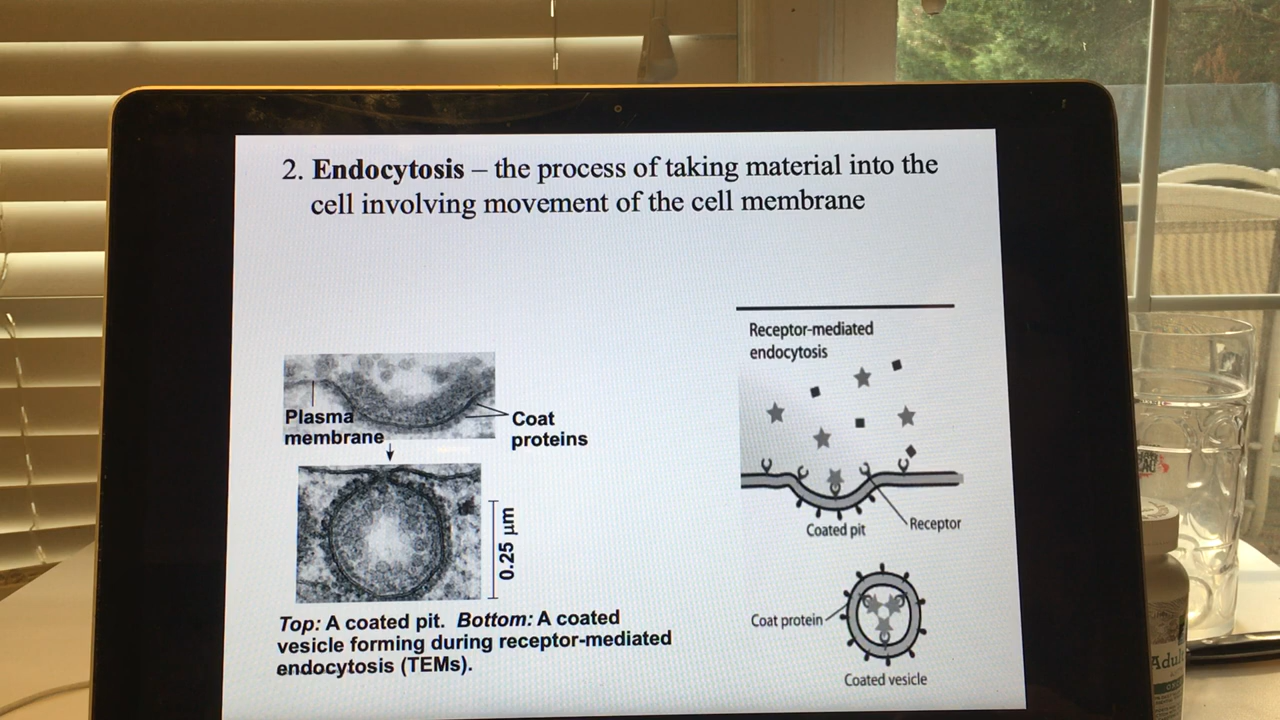 2. Endocytosis – the process of taking material into the
cell involving movement of the cell membrane
Receptor-mediated
endocytosis
Plasma
membrane
Coat
proteins
0.25 µm
Coated pit
Receptor
Top: A coated pit. Bottom: A coated
vesicle forming during receptor-mediated
endocytosis (TEMs).
Coat protein
Coated vesicle